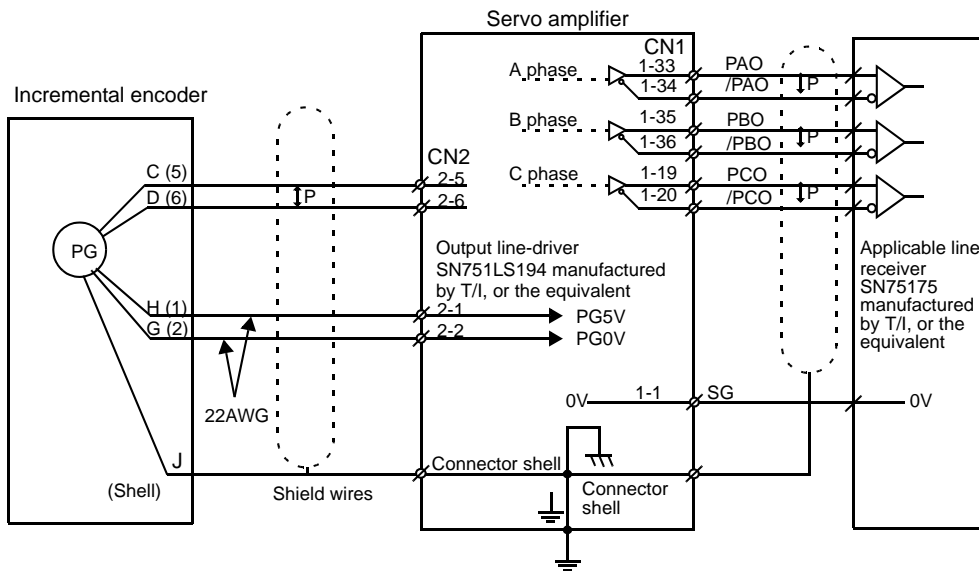 Servo amplifier
Incremental encoder
CN1
A phase
1-33
PAO
1-34
/PAO
P
B phase
1-35
PBO
1-36
/PBO
P
C phase
1-19
PCO
1-20
/PCO
P
CN2
C (5)
2-5
D (6)
P
2-6
PG
Output line-driver
SN751LS194 manufactured
by T/I, or the equivalent
H (1)
2-1
PG5V
G (2)
2-2
PG0V
22AWG
Applicable line
receiver
SN75175
manufactured
by T/I, or the
equivalent
0V
1-1
SG
0V
J
(Shell)
Shield wires
Connector shell
Connector
shell